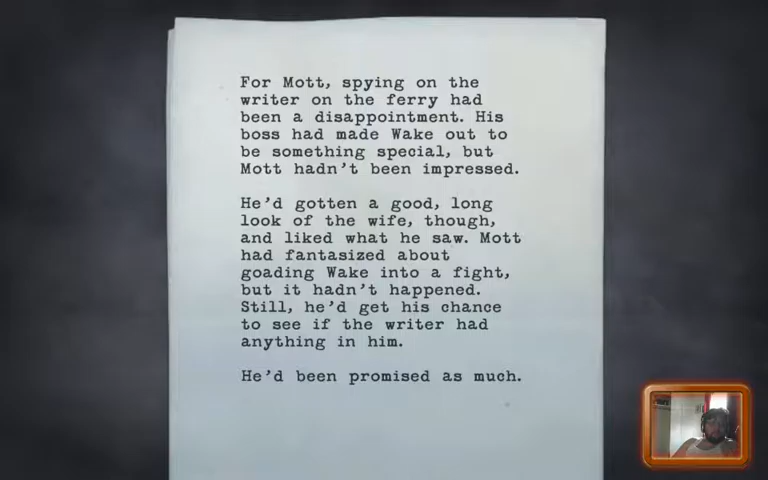 For Mott, spying on the
writer on the ferry had
been a disappointment. His
boss had made Wake out to
be something special, but
Mott hadn't been impressed.
He'd gotten a good, long
look of the wife, though,
and liked what he saw. Mott
had fantasized about
goading Wake into a fight,
but it hadn't happened.
Still, he'd get his chance
to see if the writer had
anything in him.
He'd been promised as much.